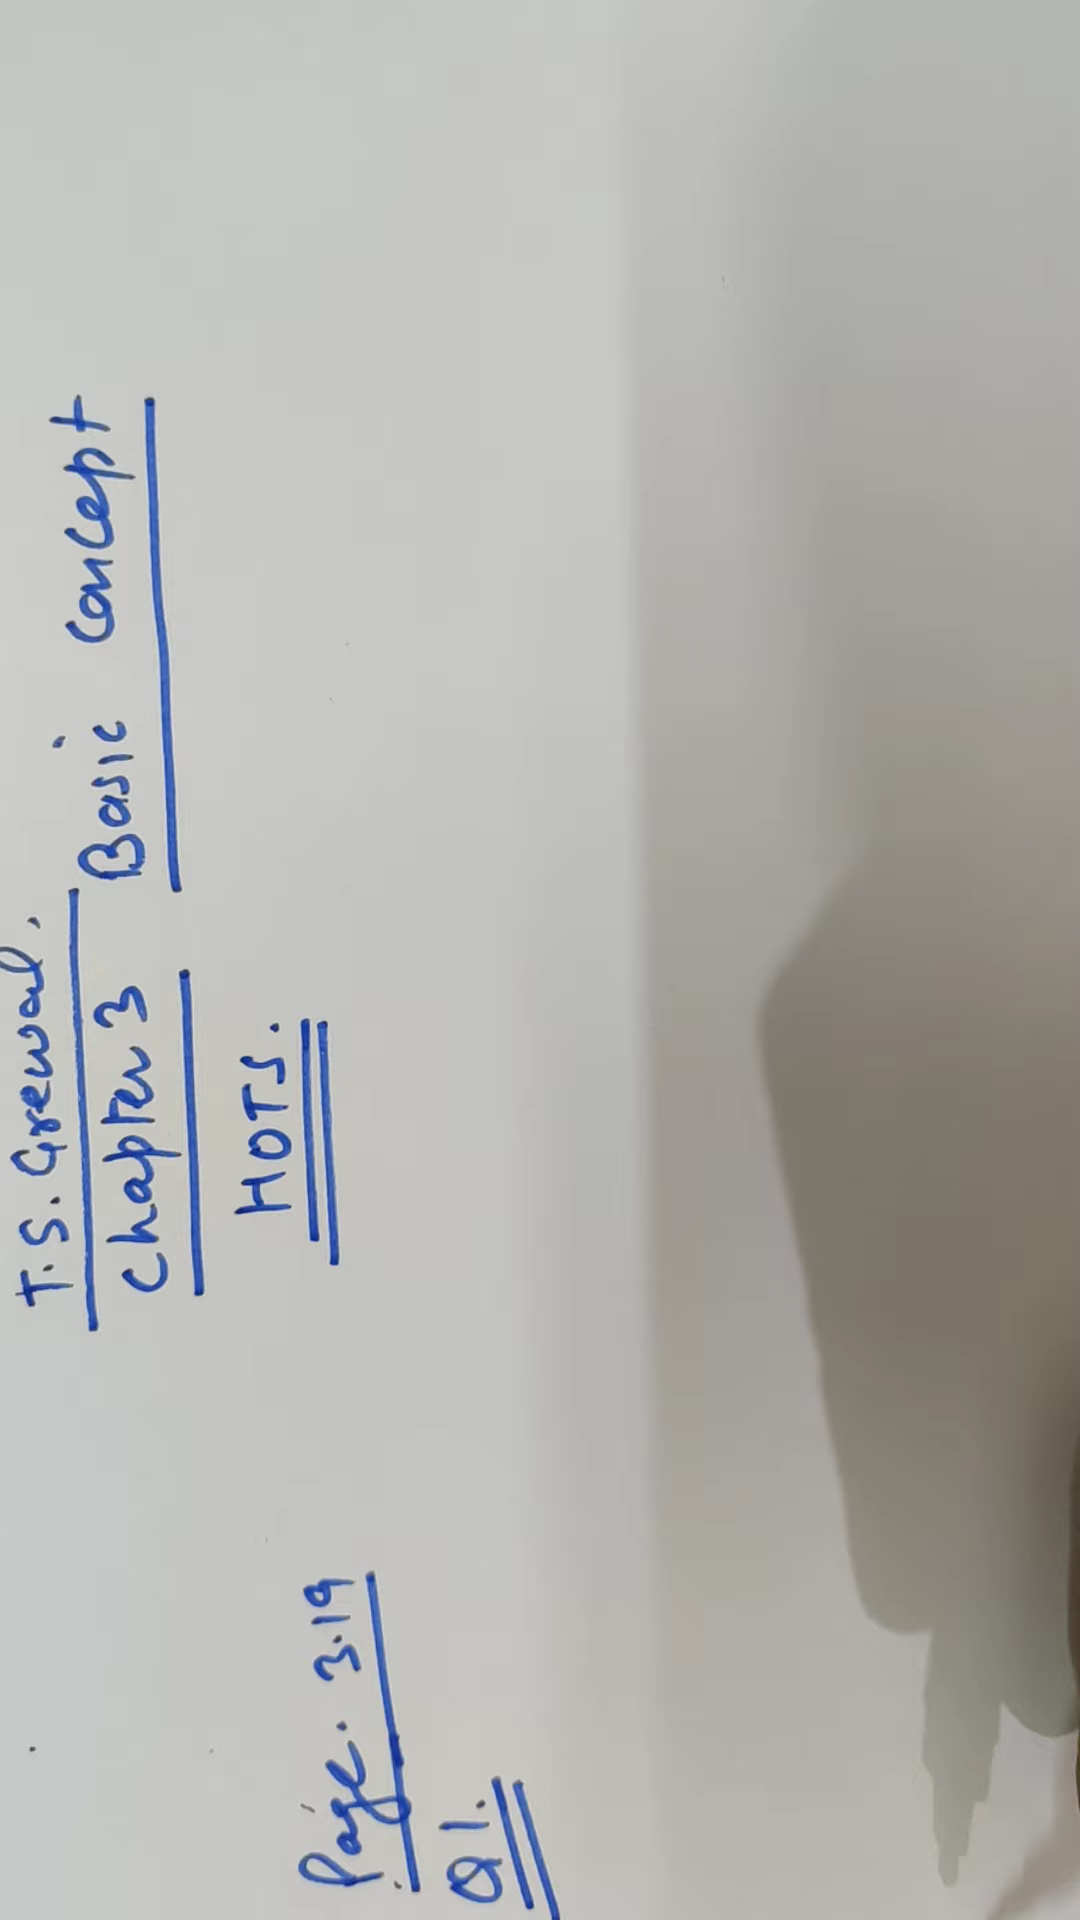 T.S. Grewal.
Chapter 3 Basic Concept
HOTS.
Page. 3.19
Q1.